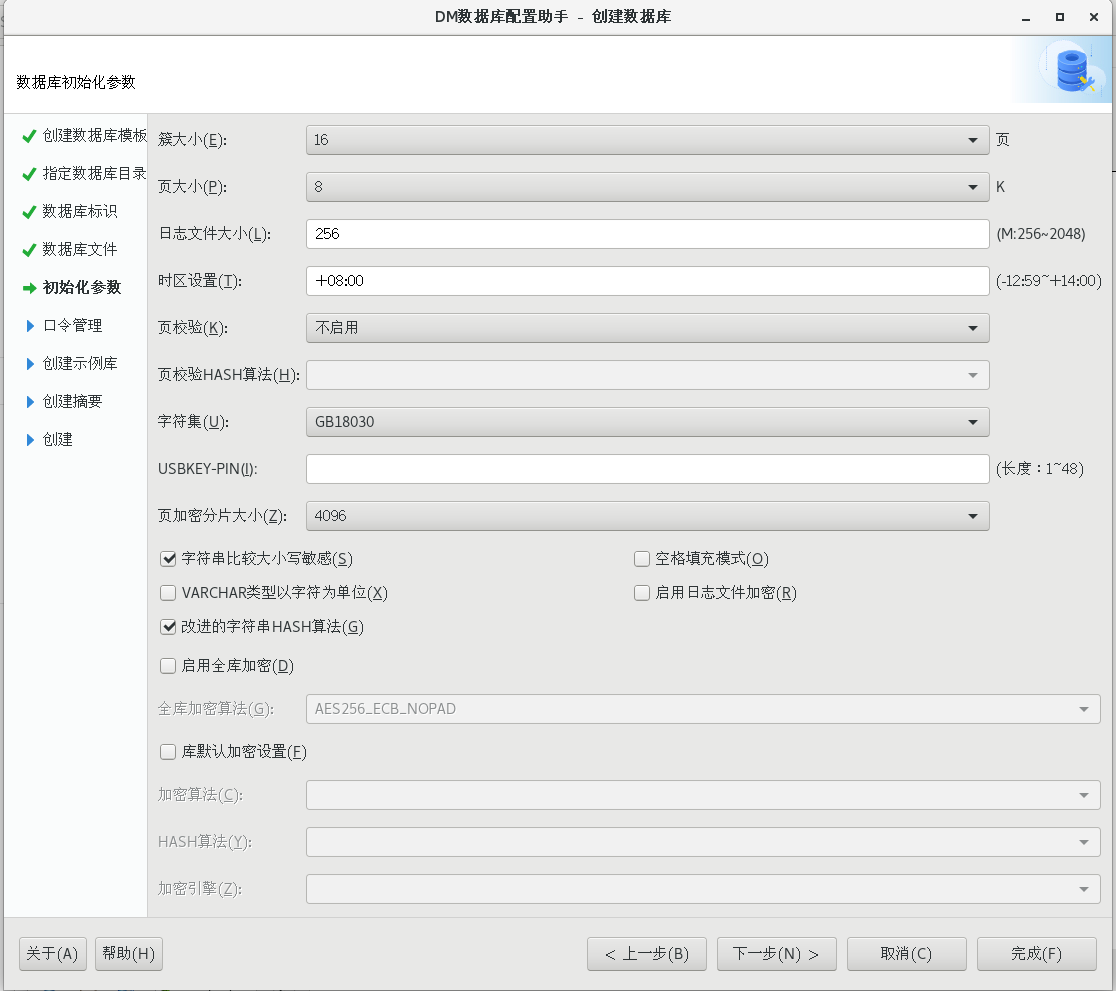 DM数据库配置助手 - 创建数据库
数据库初始化参数
创建数据库模板
指定数据库目录
数据库标识
数据库文件
初始化参数
口令管理
创建示例库
创建摘要
创建
簇大小(E): 16 页
页大小(P): 8 K
日志文件大小(L): 256 (M:256~2048)
时区设置(T): +08:00 (-12:59~+14:00)
页校验(K): 不启用
页校验HASH算法(H):
字符集(U): GB18030
USBKEY-PIN(I): (长度：1~48)
页加密分片大小(Z): 4096
字符串比较大小写敏感(S) 空格填充模式(O)
VARCHAR类型以字符为单位(X) 启用日志文件加密(R)
改进的字符串HASH算法(G)
启用全库加密(D)
全库加密算法(G): AES256_ECB_NOPAD
库默认加密设置(F)
加密算法(C):
HASH算法(Y):
加密引擎(Z):
关于(A) 帮助(H) < 上一步(B) 下一步(N) > 取消(C) 完成(F)